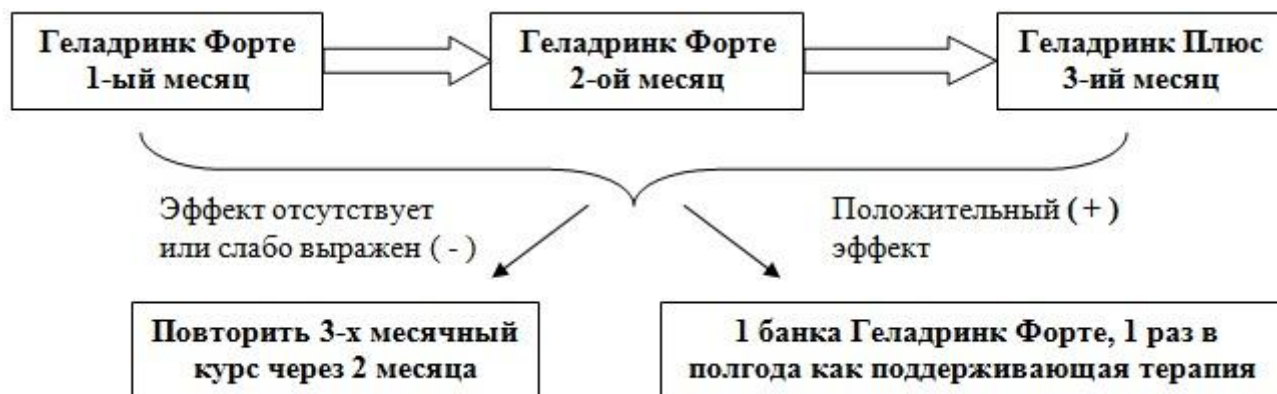 Геладринк Форте
1-ый месяц
Геладринк Форте
2-ой месяц
Геладринк Плюс
3-ий месяц
Эффект отсутствует
или слабо выражен ( - )
Положительный ( + )
эффект
Повторить 3-х месячный
курс через 2 месяца
1 банка Геладринк Форте, 1 раз в
полгода как поддерживающая терапия